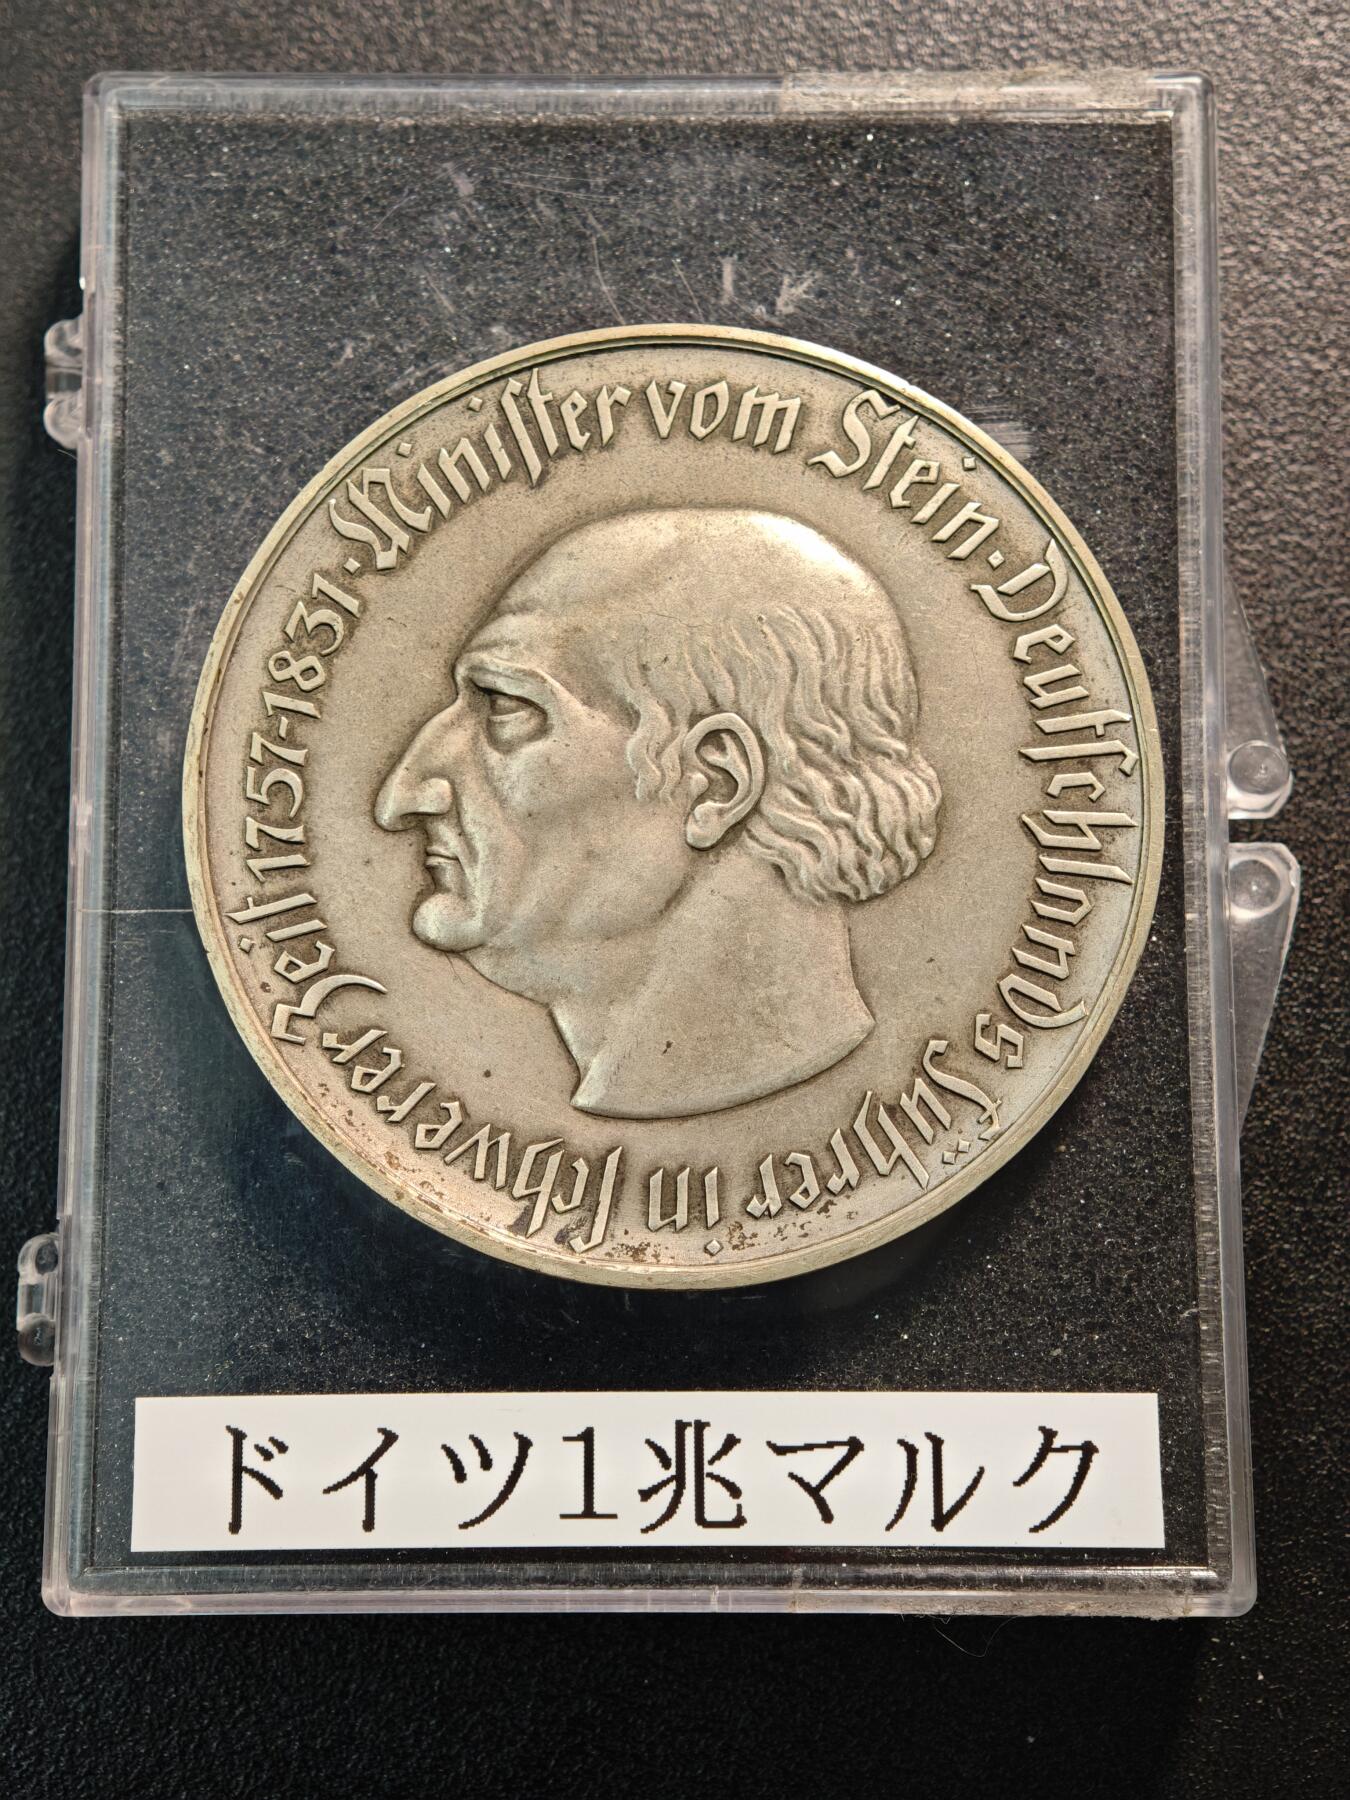 Minister vom Stein · Deutschlands Führer in schwerer Zeit 1757-1831 ·
ドイツ1兆マルク